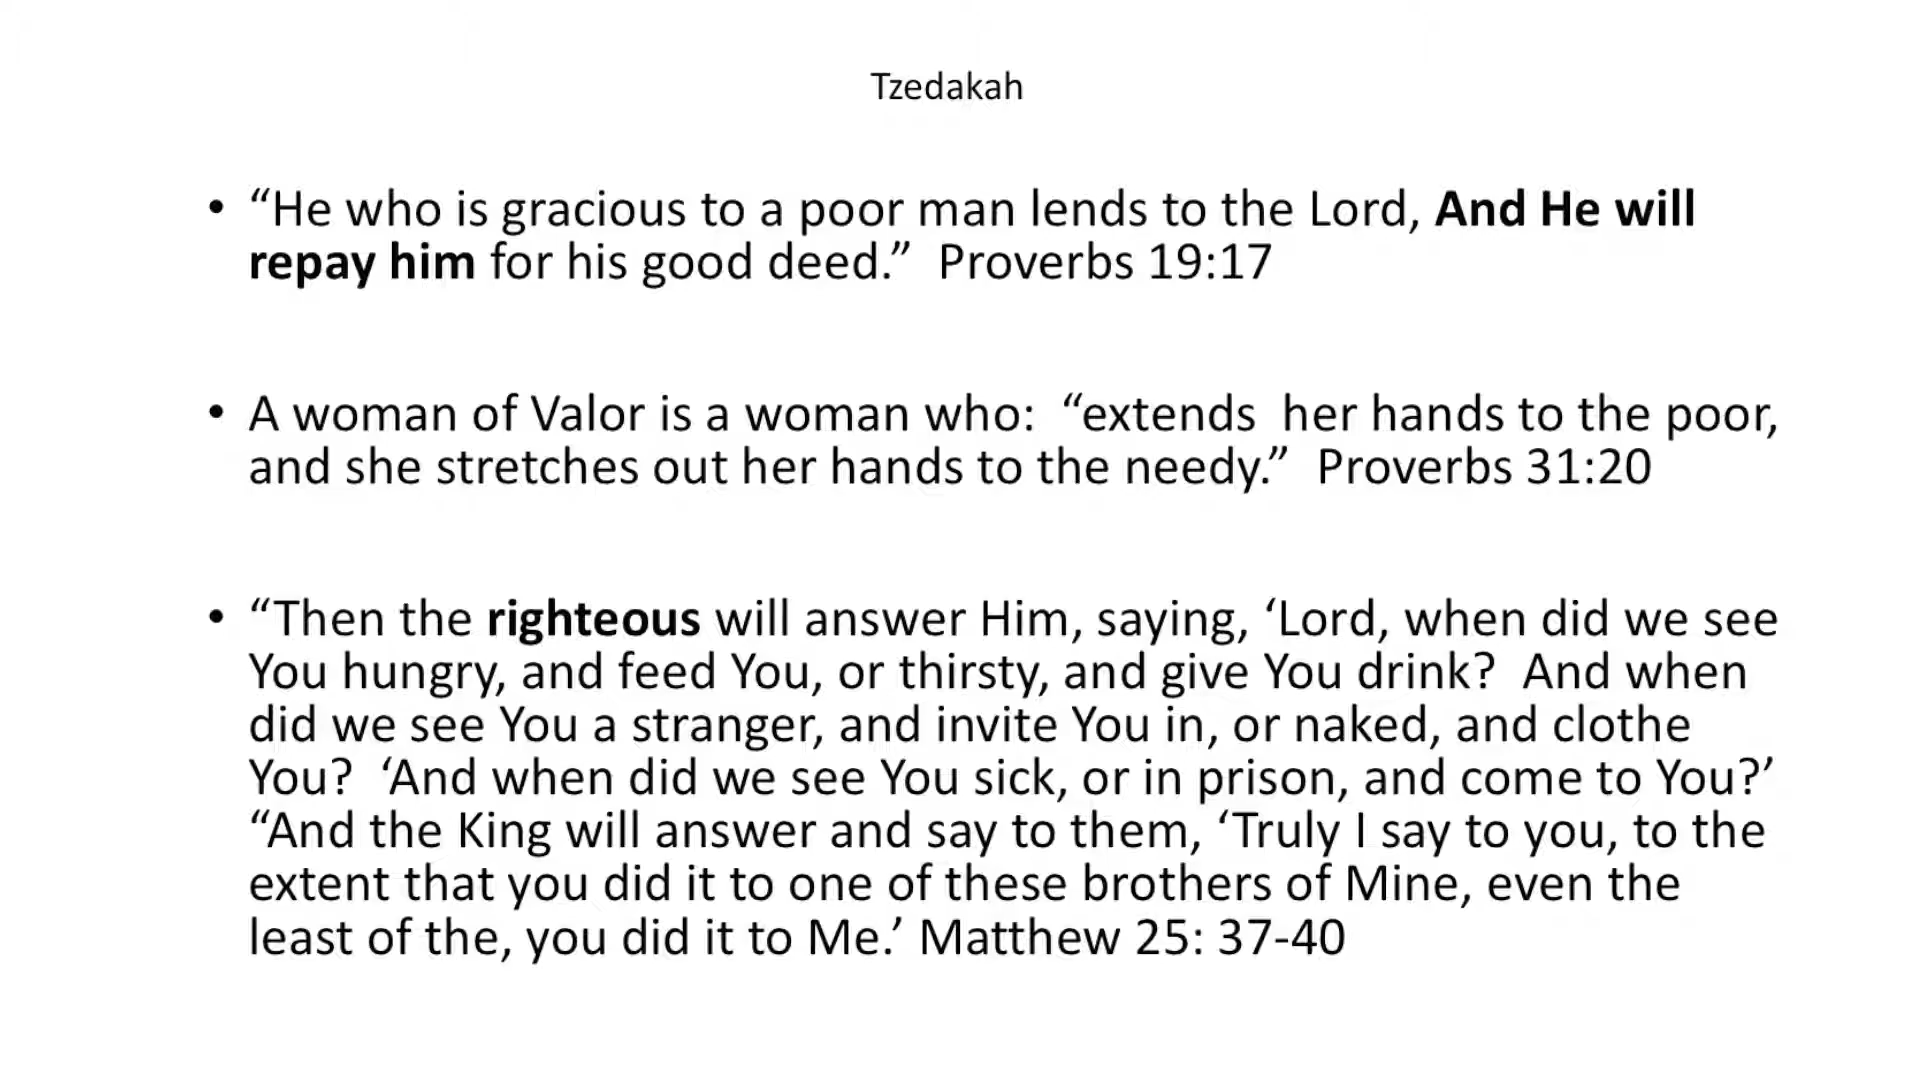 Tzedakah
• “He who is gracious to a poor man lends to the Lord, And He will
repay him for his good deed.”  Proverbs 19:17
• A woman of Valor is a woman who:  “extends  her hands to the poor,
and she stretches out her hands to the needy.”  Proverbs 31:20
• “Then the righteous will answer Him, saying, ‘Lord, when did we see
You hungry, and feed You, or thirsty, and give You drink?  And when
did we see You a stranger, and invite You in, or naked, and clothe
You?  ‘And when did we see You sick, or in prison, and come to You?’
“And the King will answer and say to them, ‘Truly I say to you, to the
extent that you did it to one of these brothers of Mine, even the
least of the, you did it to Me.’ Matthew 25: 37-40